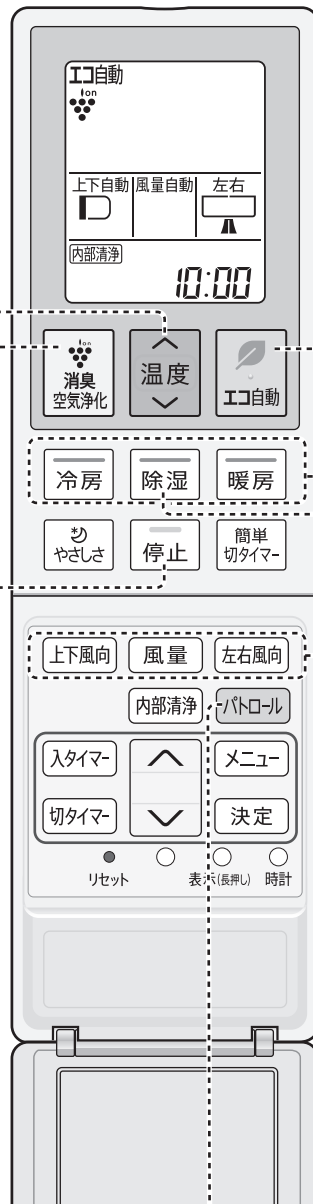 エコ自動
ion
上下自動 風量自動 左右
内部清浄
10:00
ion
消臭
空気浄化
温度
エコ自動
冷房 除湿 暖房
やさしさ 停止 簡単
切タイマー
上下風向 風量 左右風向
内部清浄 パトロール
入タイマー メニュー
切タイマー 決定
リセット 表示(長押し) 時計